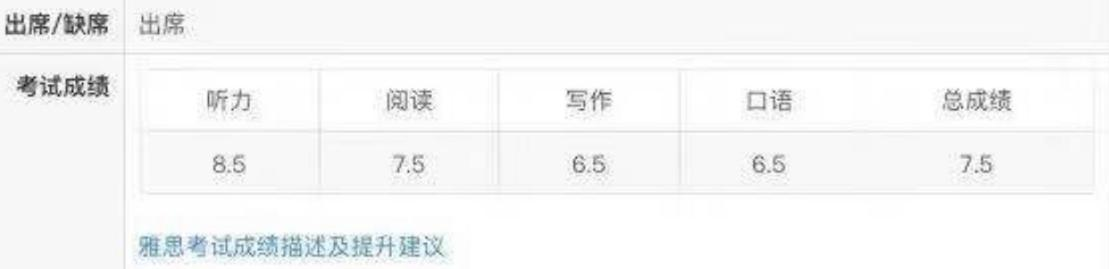 出席/缺席 出席
考试成绩
听力 阅读 写作 口语 总成绩
8.5 7.5 6.5 6.5 7.5
雅思考试成绩描述及提升建议